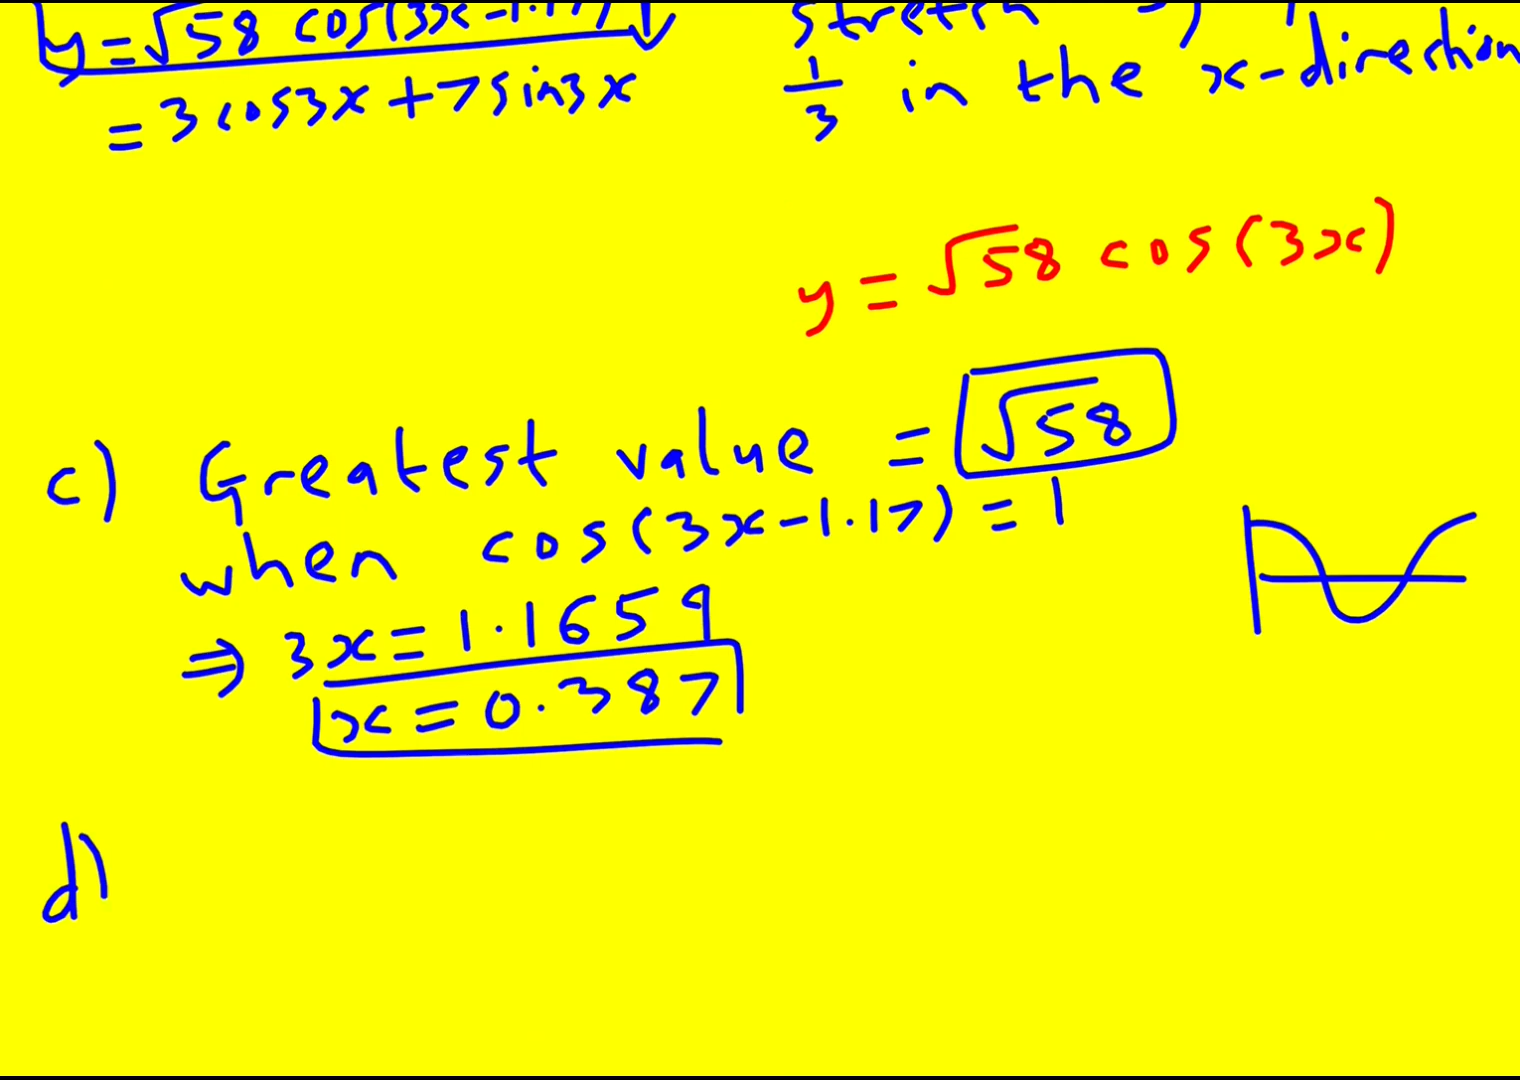 y = √58 cos(3x-1.17)
= 3cos3x + 7sin3x
stretch
1/3 in the x-direction
y = √58 cos(3x)
c) Greatest value = √58
when cos(3x-1.17) = 1
⇒ 3x = 1.1659
x = 0.387
d)